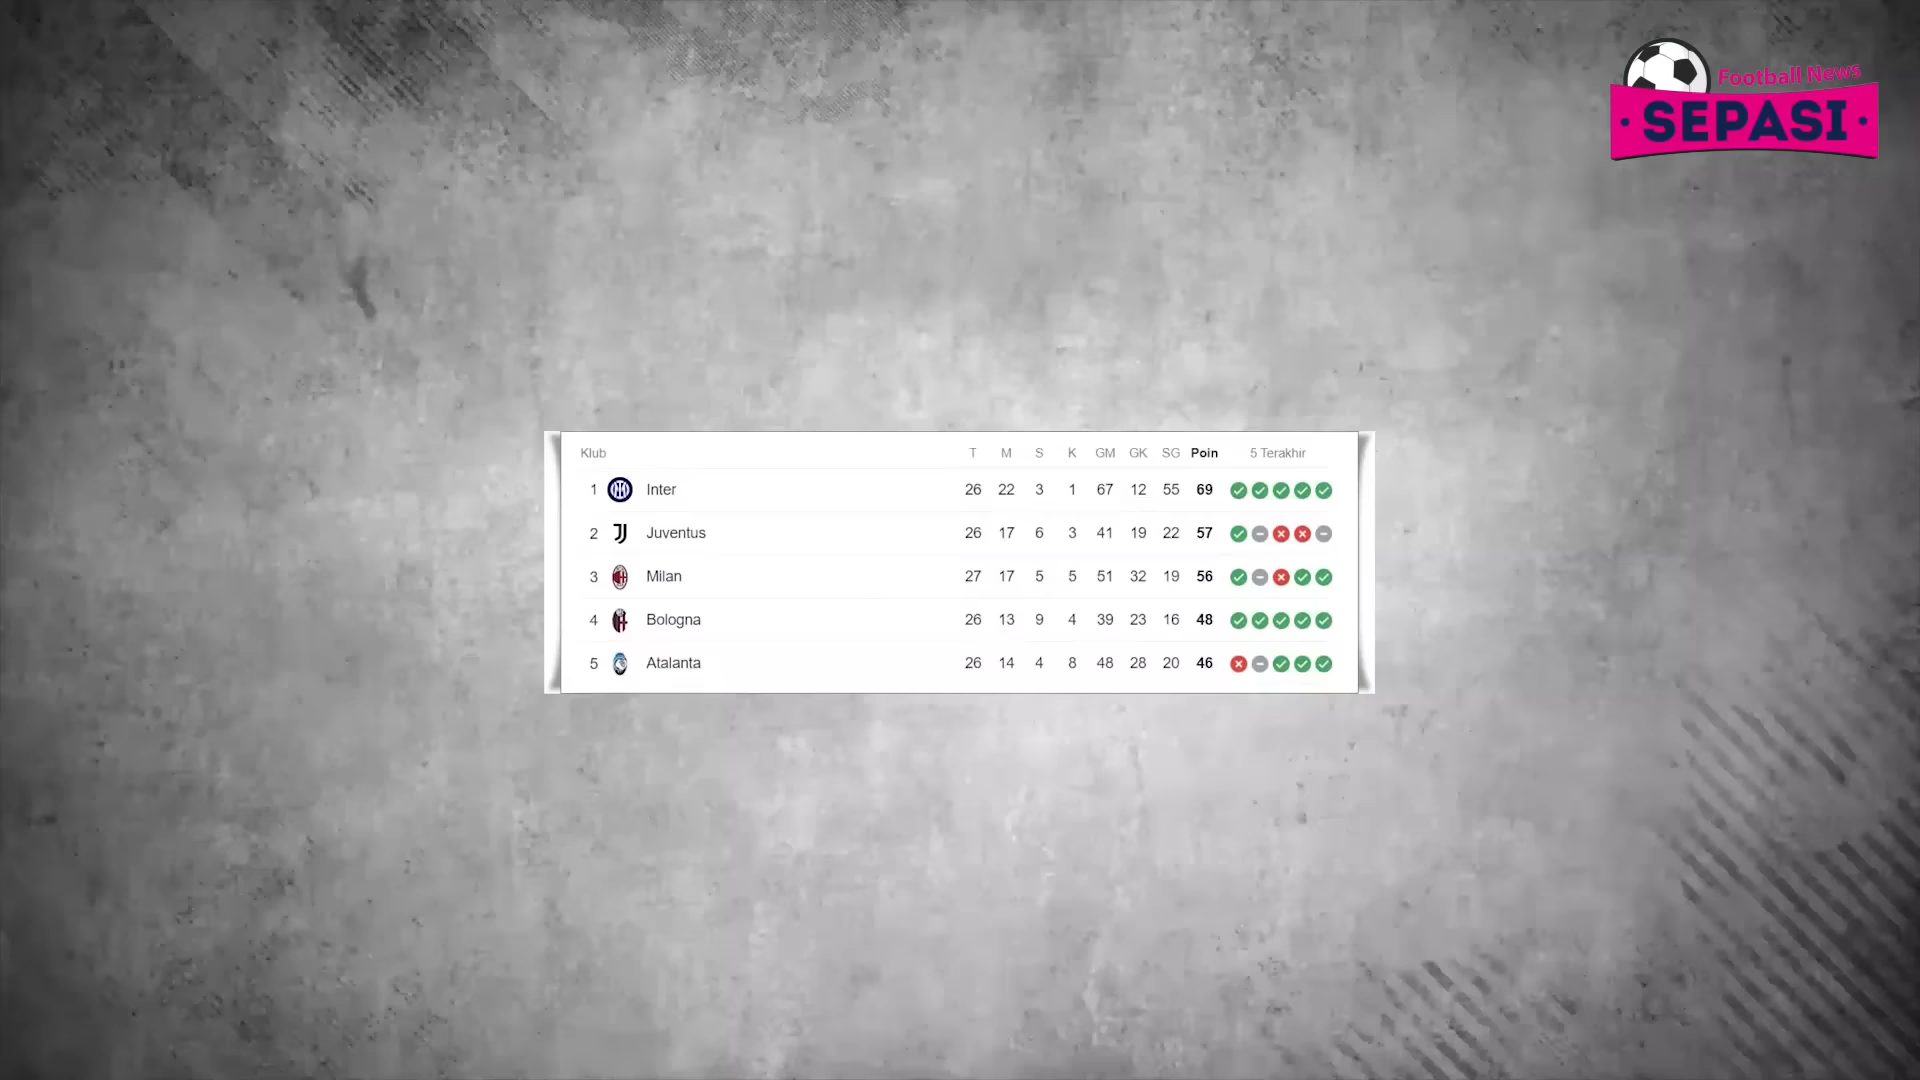 Football News
• SEPASI •
Klub T M S K GM GK SG Poin 5 Terakhir
1 Inter 26 22 3 1 67 12 55 69
2 Juventus 26 17 6 3 41 19 22 57
3 Milan 27 17 5 5 51 32 19 56
4 Bologna 26 13 9 4 39 23 16 48
5 Atalanta 26 14 4 8 48 28 20 46